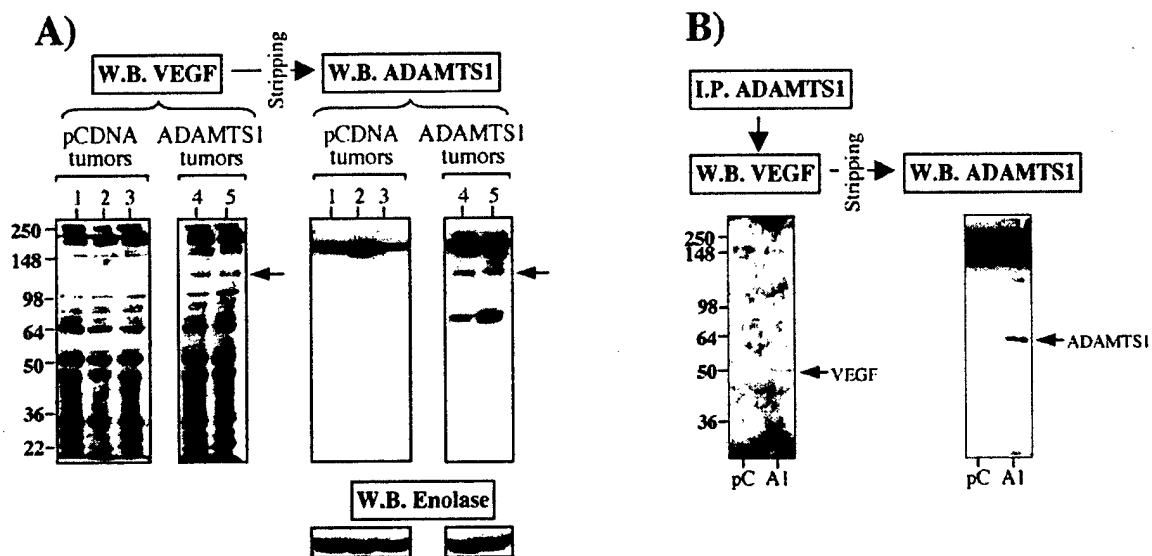 A)
W.B. VEGF
Stripping
W.B. ADAMTS1
pCDNA
tumors
ADAMTS1
tumors
pCDNA
tumors
ADAMTS1
tumors
1 2 3
4 5
1 2 3
4 5
250
148
98
64
50
36
22
W.B. Enolase
B)
I.P. ADAMTS1
W.B. VEGF
Stripping
W.B. ADAMTS1
250
148
98
64
50
36
VEGF
ADAMTS1
pC A1
pC A1